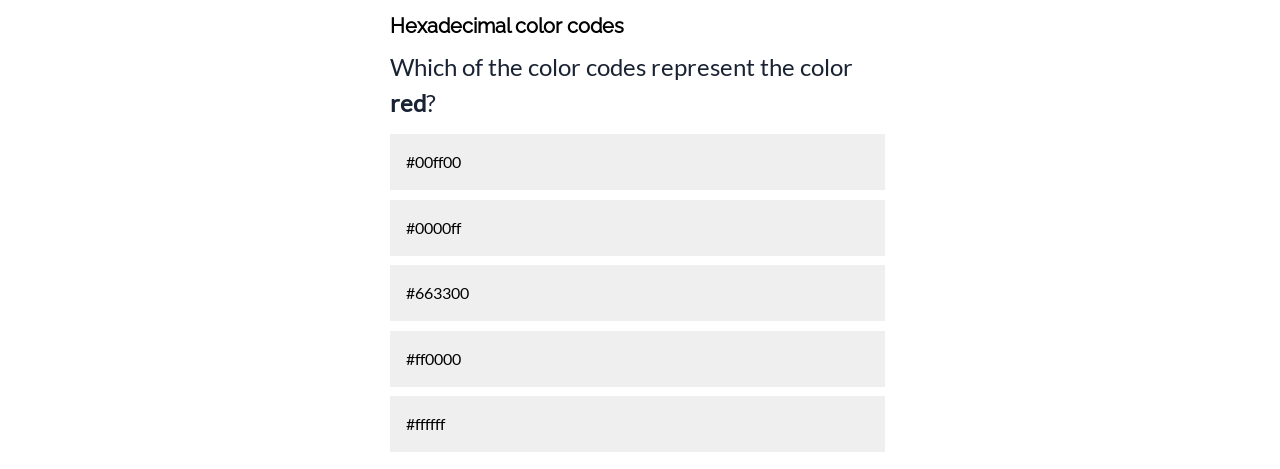 Hexadecimal color codes
Which of the color codes represent the color
red?
#00ff00
#0000ff
#663300
#ff0000
#ffffff